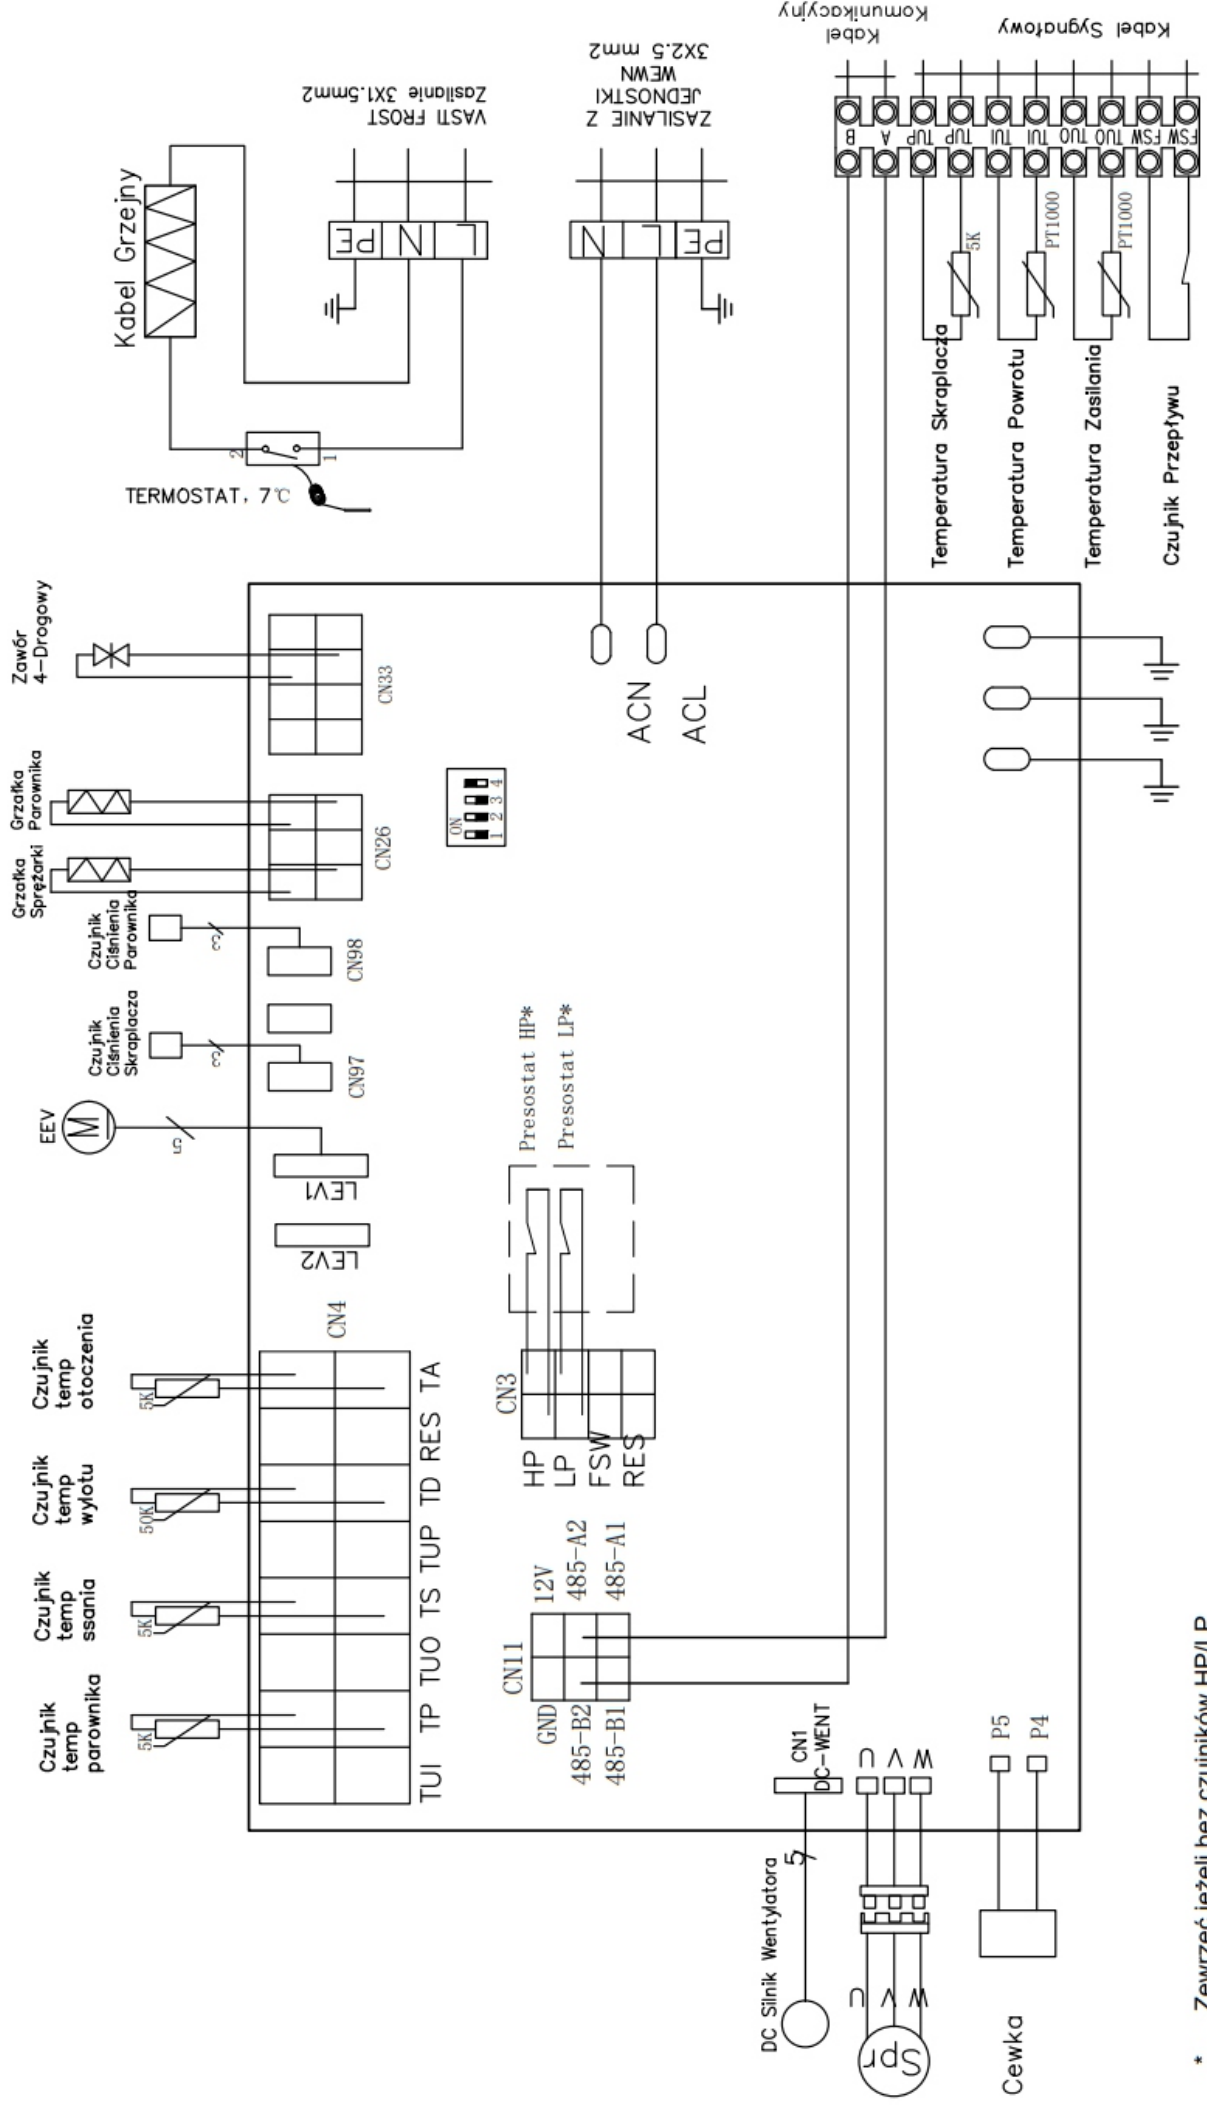 Kabel
Komunikacyjny
Kabel Sygnałowy
ZASILANIE Z
JEDNOSTKI
WEWN
3X2.5 mm2
VASTI FROST
Zasilanie 3X1.5mm2
Kabel Grzejny
PE
N
L
N
L
PE
B
A
TUP
TUP
TUI
TUI
TUO
TUO
FSW
FSW
5K
PT1000
PT1000
Temperatura Skraplacza
Temperatura Powrotu
Temperatura Zasilania
Czujnik Przepływu
2
1
TERMOSTAT, 7℃
Zawór
4-Drogowy
CN33
ACN
ACL
Grzałka
Parownika
Grzałka
Sprężarki
CN26
ON
1 2 3 4
Czujnik
Ciśnienia
Parownika
3
CN98
Czujnik
Ciśnienia
Skraplacza
3
CN97
EEV
M
5
LEV1
LEV2
Presostat HP*
Presostat LP*
CN4
Czujnik
temp
otoczenia
5K
Czujnik
temp
wylotu
50K
Czujnik
temp
ssania
5K
Czujnik
temp
parownika
5K
TUI TP TUO TS TUP TD RES TA
CN3
HP
LP
FSW
RES
CN11
12V
485-A2
485-A1
GND
485-B2
485-B1
CN1
DC-WENT
5
DC Silnik Wentylatora
U
V
W
U
V
W
Spr
P5
P4
Cewka
*